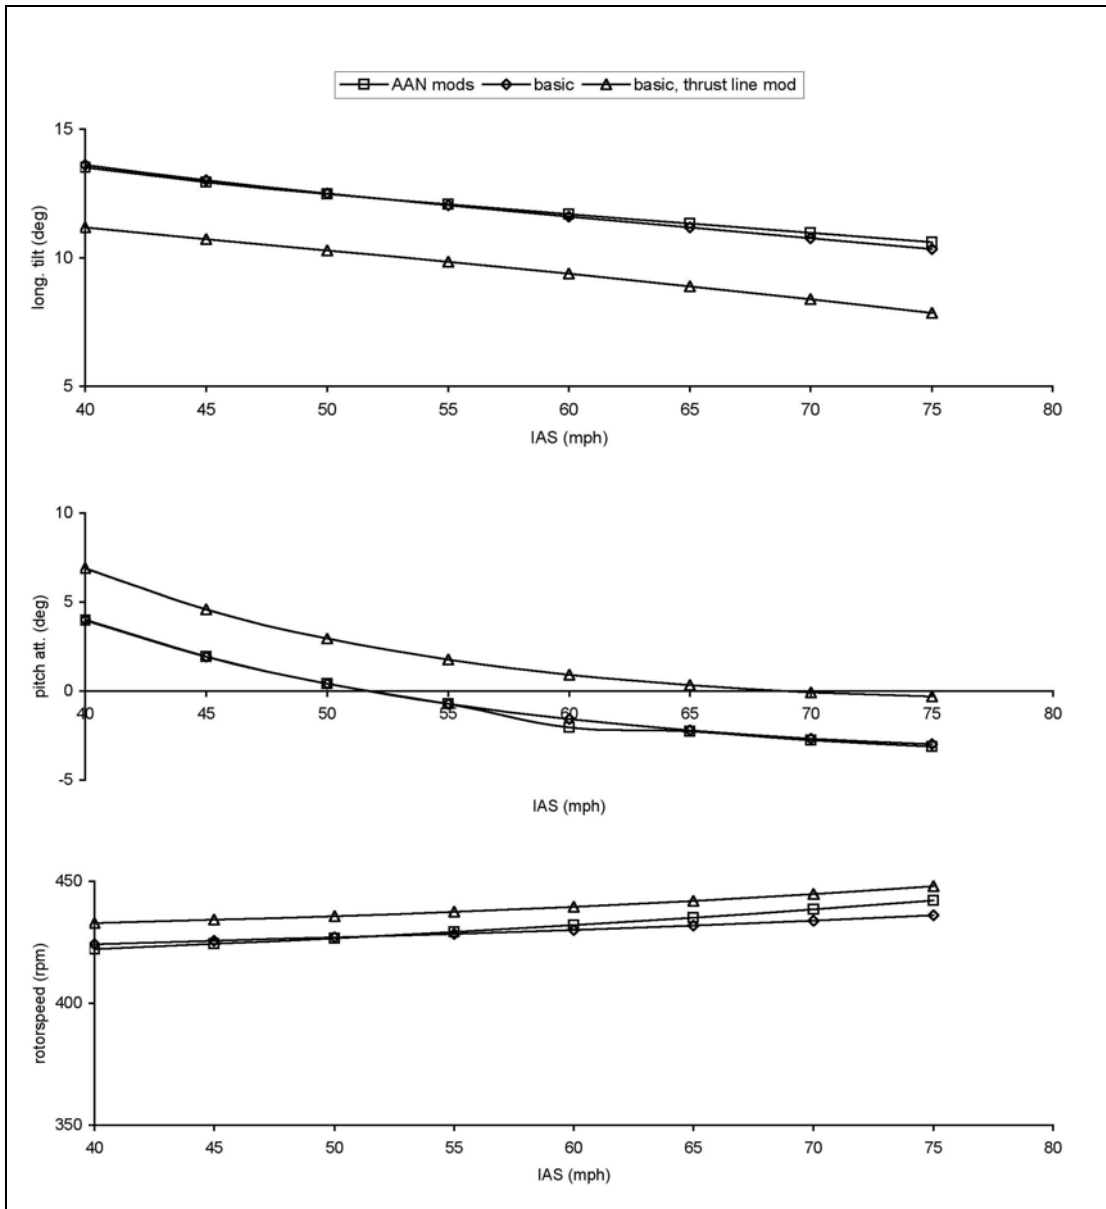 AAN mods basic basic, thrust line mod
15
10
5
long. tilt (deg)
40 45 50 55 60 65 70 75 80
IAS (mph)
10
5
0
-5
pitch att. (deg)
40 45 50 55 60 65 70 75 80
IAS (mph)
450
400
350
rotorspeed (rpm)
40 45 50 55 60 65 70 75 80
IAS (mph)